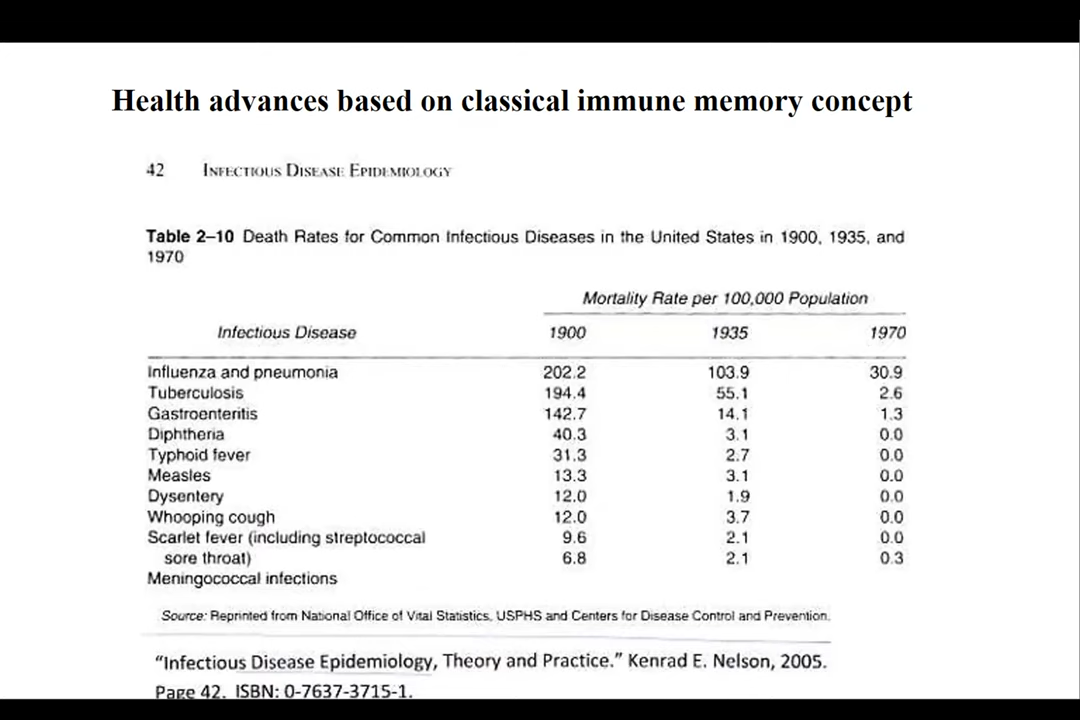 Health advances based on classical immune memory concept
42 INFECTIOUS DISEASE EPIDEMIOLOGY
Table 2–10 Death Rates for Common Infectious Diseases in the United States in 1900, 1935, and
1970
Mortality Rate per 100,000 Population
Infectious Disease 1900 1935 1970
Influenza and pneumonia 202.2 103.9 30.9
Tuberculosis 194.4 55.1 2.6
Gastroenteritis 142.7 14.1 1.3
Diphtheria 40.3 3.1 0.0
Typhoid fever 31.3 2.7 0.0
Measles 13.3 3.1 0.0
Dysentery 12.0 1.9 0.0
Whooping cough 12.0 3.7 0.0
Scarlet fever (including streptococcal 9.6 2.1 0.0
sore throat) 6.8 2.1 0.3
Meningococcal infections
Source: Reprinted from National Office of Vital Statistics, USPHS and Centers for Disease Control and Prevention.
“Infectious Disease Epidemiology, Theory and Practice.” Kenrad E. Nelson, 2005.
Page 42. ISBN: 0-7637-3715-1.